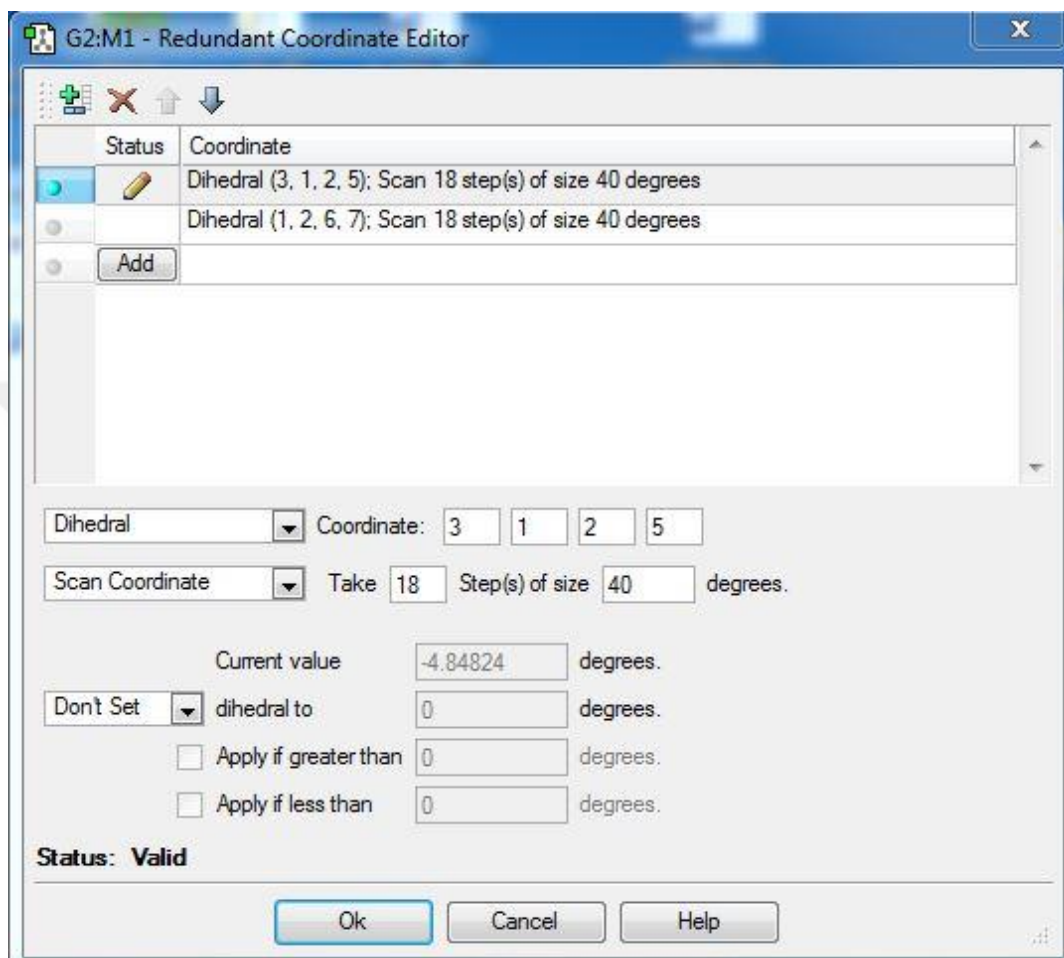 G2:M1 - Redundant Coordinate Editor
Status Coordinate
Dihedral (3, 1, 2, 5); Scan 18 step(s) of size 40 degrees
Dihedral (1, 2, 6, 7); Scan 18 step(s) of size 40 degrees
Add
Dihedral Coordinate: 3 1 2 5
Scan Coordinate Take 18 Step(s) of size 40 degrees.
Current value -4.84824 degrees.
Don't Set dihedral to 0 degrees.
Apply if greater than 0 degrees.
Apply if less than 0 degrees.
Status: Valid
Ok Cancel Help